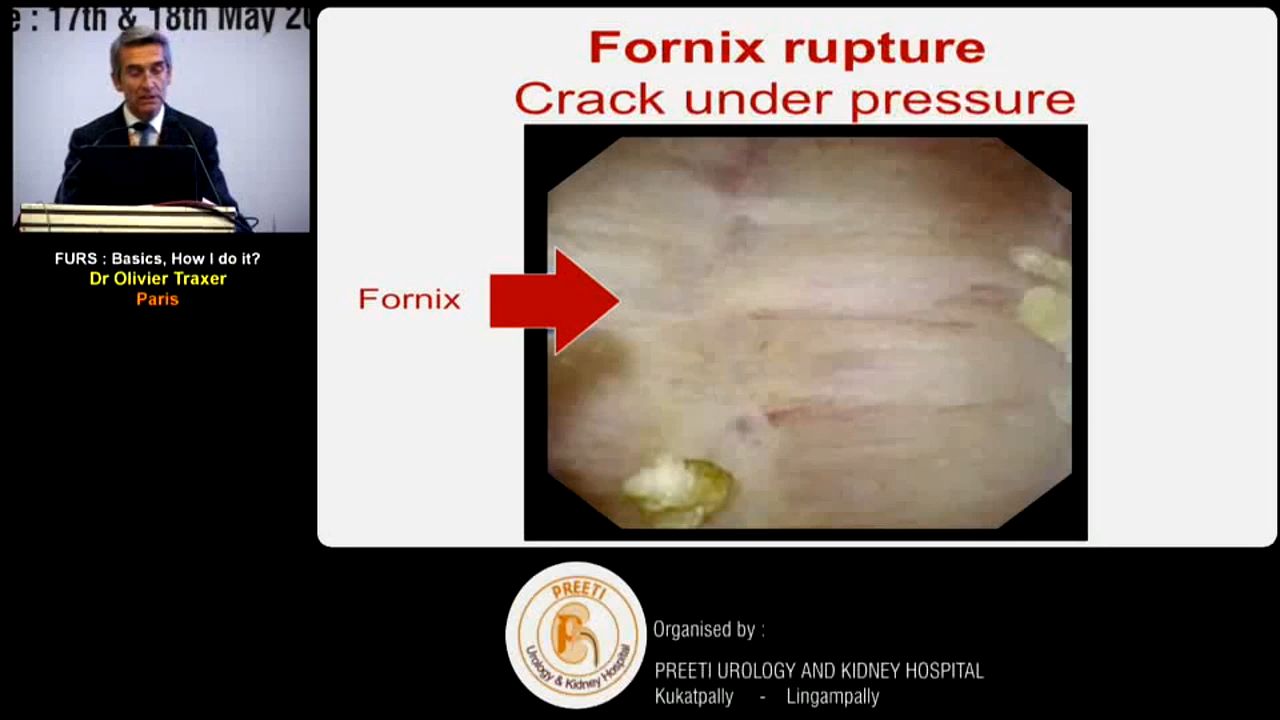 e : 17th & 18th May 20
Fornix rupture
Crack under pressure
Fornix
FURS : Basics, How I do it?
Dr Olivier Traxer
Paris
PREETI
Urology & Kidney Hospital
Organised by :
PREETI UROLOGY AND KIDNEY HOSPITAL
Kukatpally - Lingampally